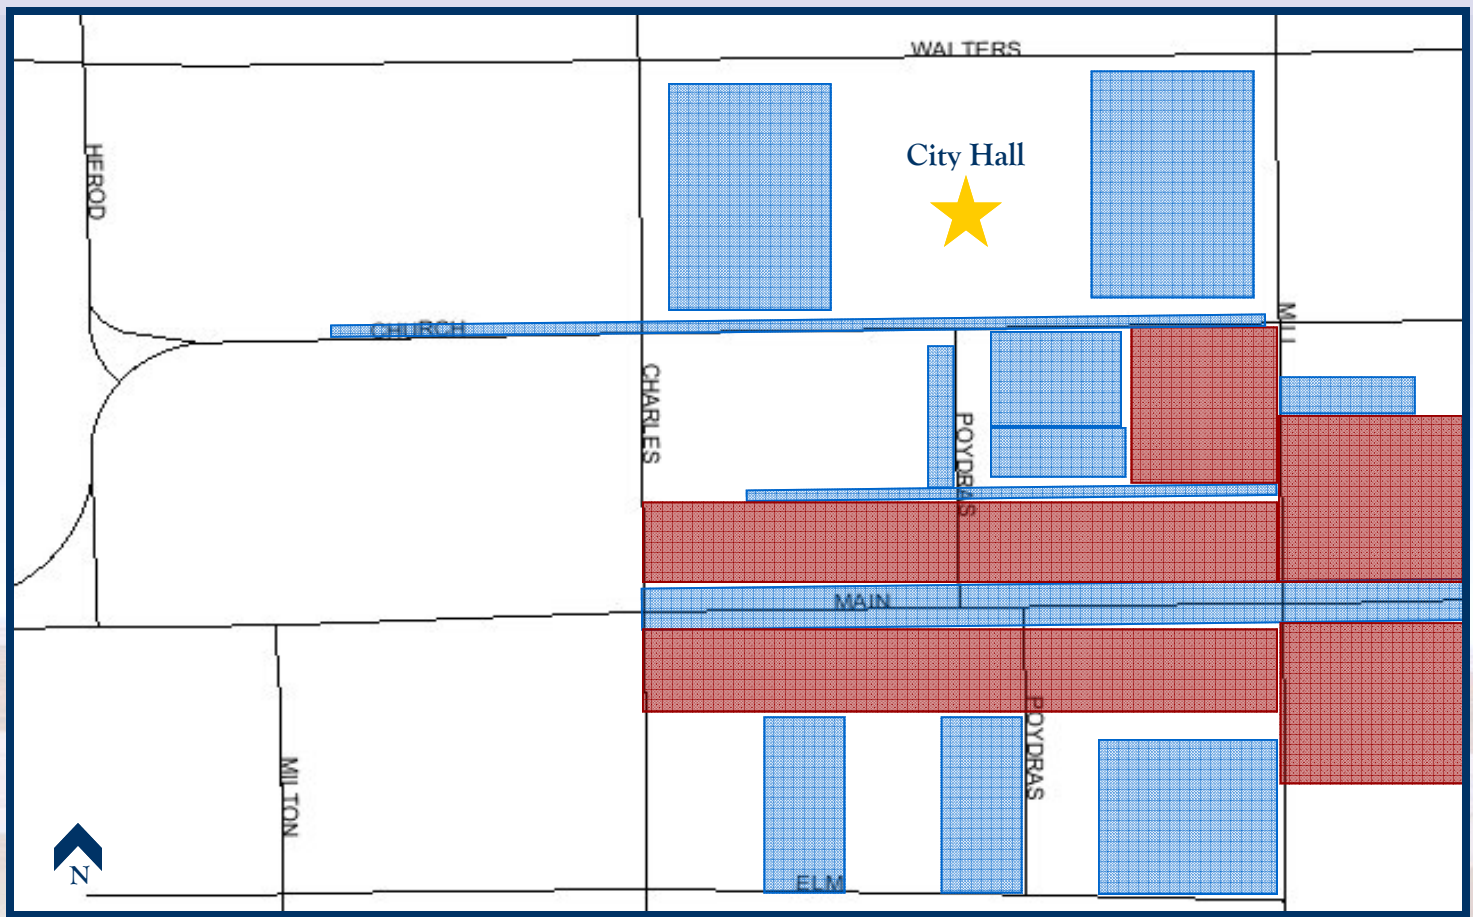 WALTERS
City Hall
HEROD
MILL
CHURCH
CHARLES
POYDRAS
MAIN
POYDRAS
MILTON
ELM
N